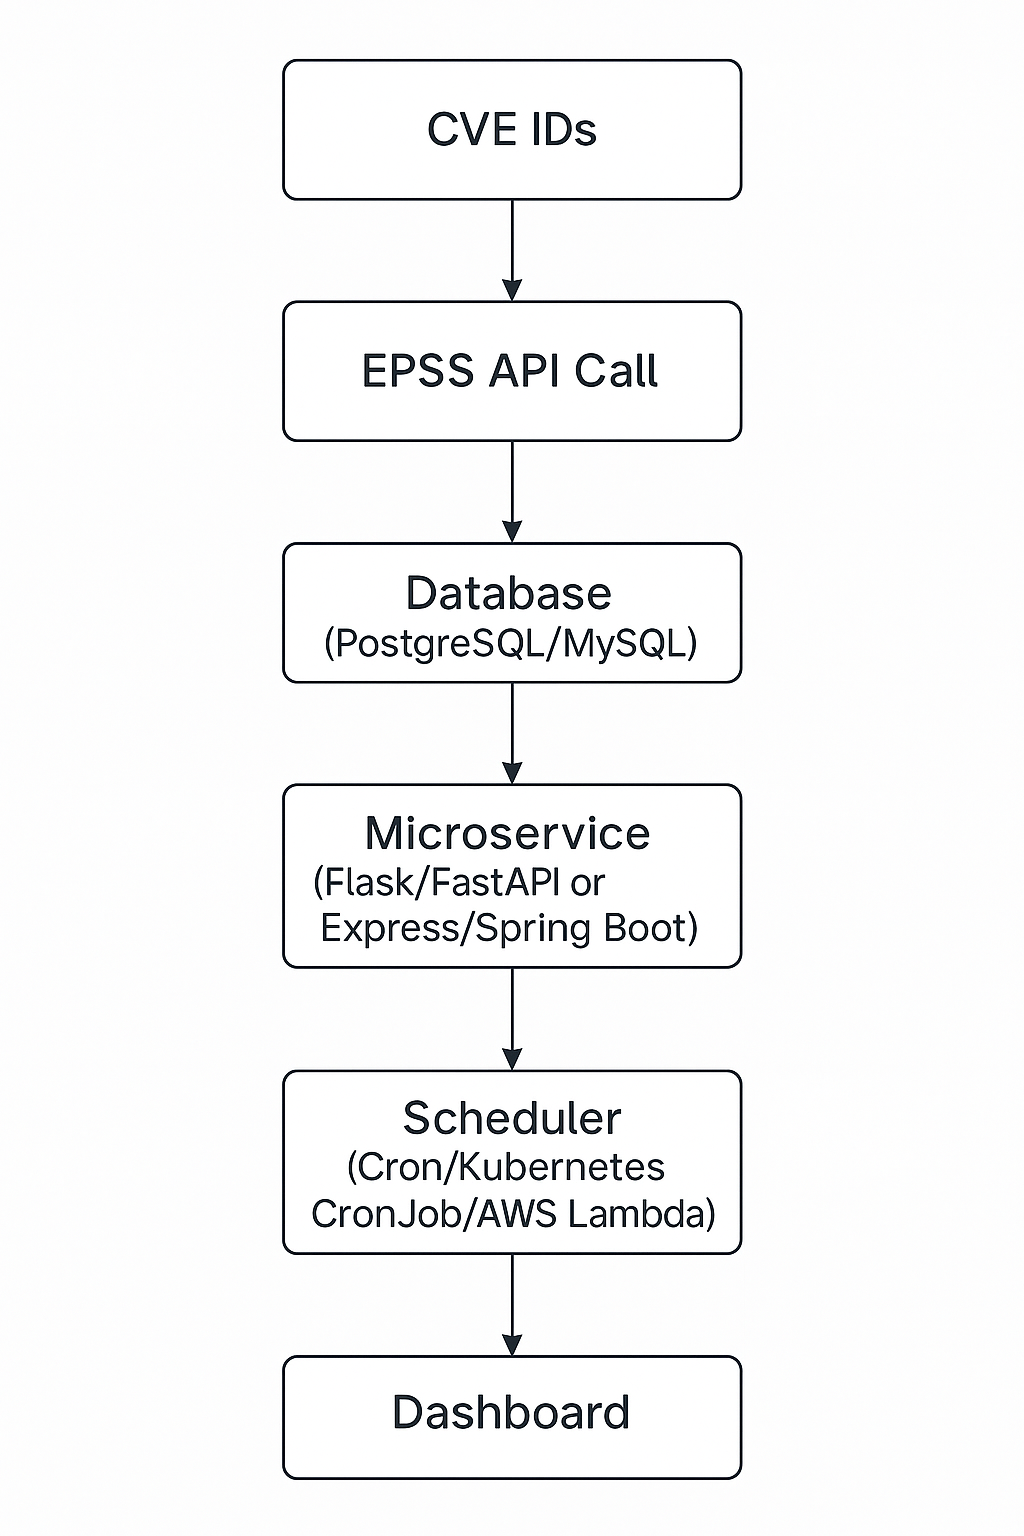 CVE IDs
EPSS API Call
Database
(PostgreSQL/MySQL)
Microservice
(Flask/FastAPI or
Express/Spring Boot)
Scheduler
(Cron/Kubernetes
CronJob/AWS Lambda)
Dashboard